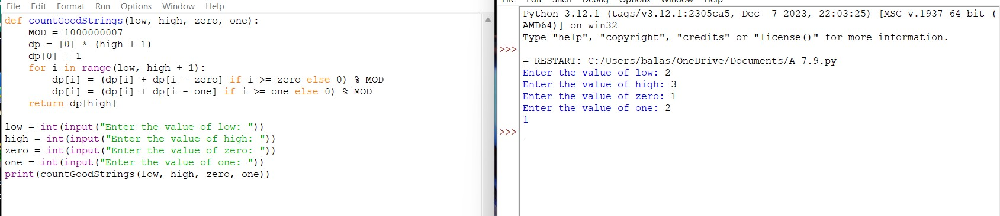 File Edit Format Run Options Window Help
def countGoodStrings(low, high, zero, one):
    MOD = 1000000007
    dp = [0] * (high + 1)
    dp[0] = 1
    for i in range(low, high + 1):
        dp[i] = (dp[i] + dp[i - zero] if i >= zero else 0) % MOD
        dp[i] = (dp[i] + dp[i - one] if i >= one else 0) % MOD
    return dp[high]

low = int(input("Enter the value of low: "))
high = int(input("Enter the value of high: "))
zero = int(input("Enter the value of zero: "))
one = int(input("Enter the value of one: "))
print(countGoodStrings(low, high, zero, one))
File Edit Shell Debug Options Window Help
Python 3.12.1 (tags/v3.12.1:2305ca5, Dec  7 2023, 22:03:25) [MSC v.1937 64 bit (
AMD64)] on win32
Type "help", "copyright", "credits" or "license()" for more information.
>>>
= RESTART: C:/Users/balas/OneDrive/Documents/A 7.9.py
Enter the value of low: 2
Enter the value of high: 3
Enter the value of zero: 1
Enter the value of one: 2
1
>>>